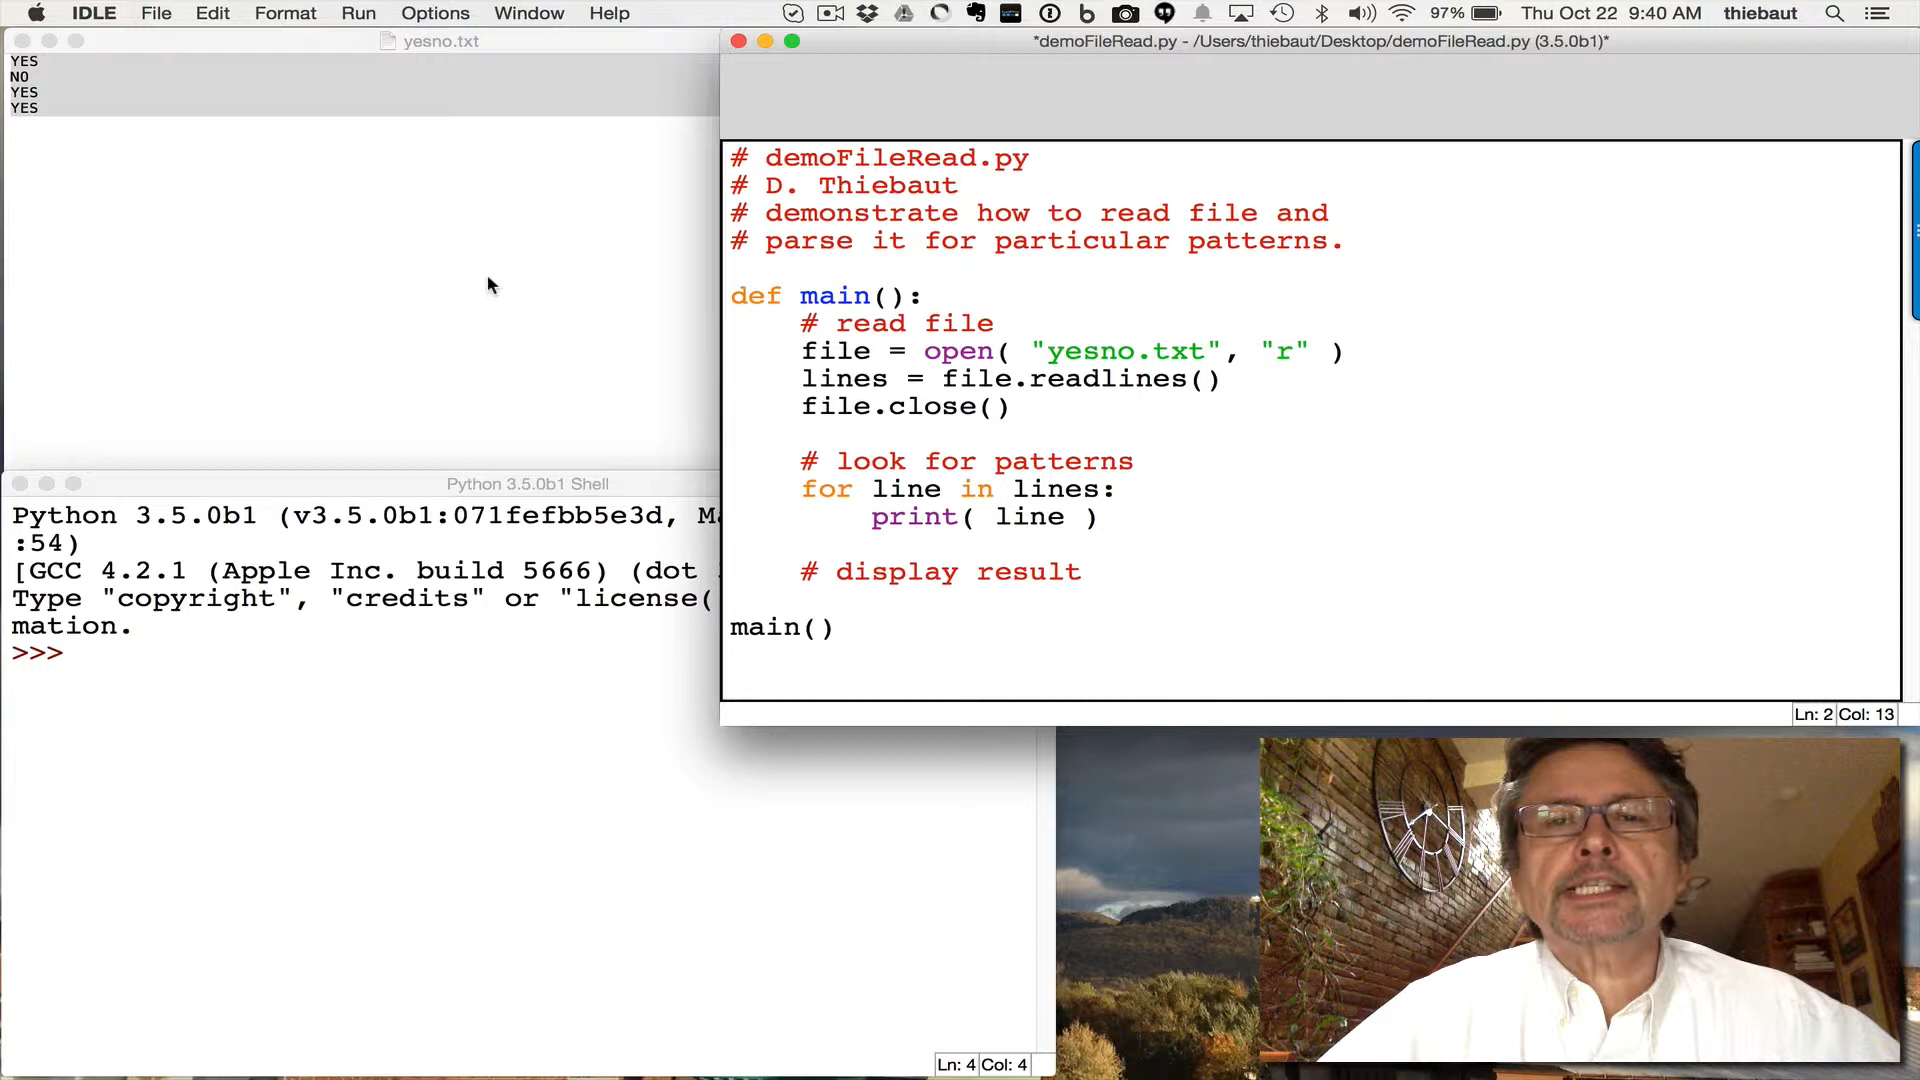 IDLE File Edit Format Run Options Window Help 97% Thu Oct 22 9:40 AM thiebaut
yesno.txt
YES
NO
YES
YES
*demoFileRead.py - /Users/thiebaut/Desktop/demoFileRead.py (3.5.0b1)*
# demoFileRead.py
# D. Thiebaut
# demonstrate how to read file and
# parse it for particular patterns.
def main():
# read file
file = open( "yesno.txt", "r" )
lines = file.readlines()
file.close()
# look for patterns
for line in lines:
print( line )
# display result
main()
Ln: 2 Col: 13
Python 3.5.0b1 Shell
Python 3.5.0b1 (v3.5.0b1:071fefbb5e3d, Ma
:54)
[GCC 4.2.1 (Apple Inc. build 5666) (dot
Type "copyright", "credits" or "license(
mation.
>>>
Ln: 4 Col: 4